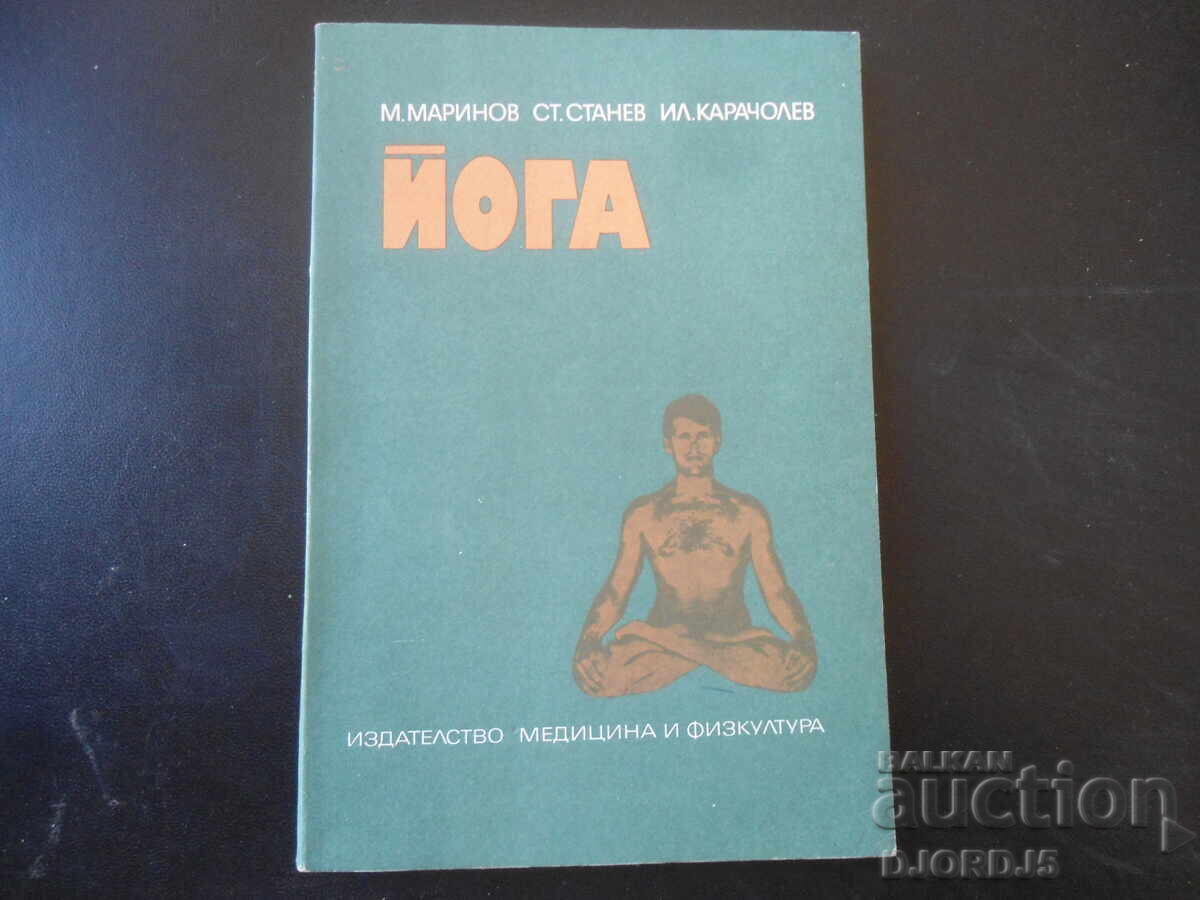 М. МАРИНОВ СТ. СТАНЕВ ИЛ. КАРАЧОЛЕВ
ЙОГА
ИЗДАТЕЛСТВО МЕДИЦИНА И ФИЗКУЛТУРА
BALKAN
auction
DJORDJ5